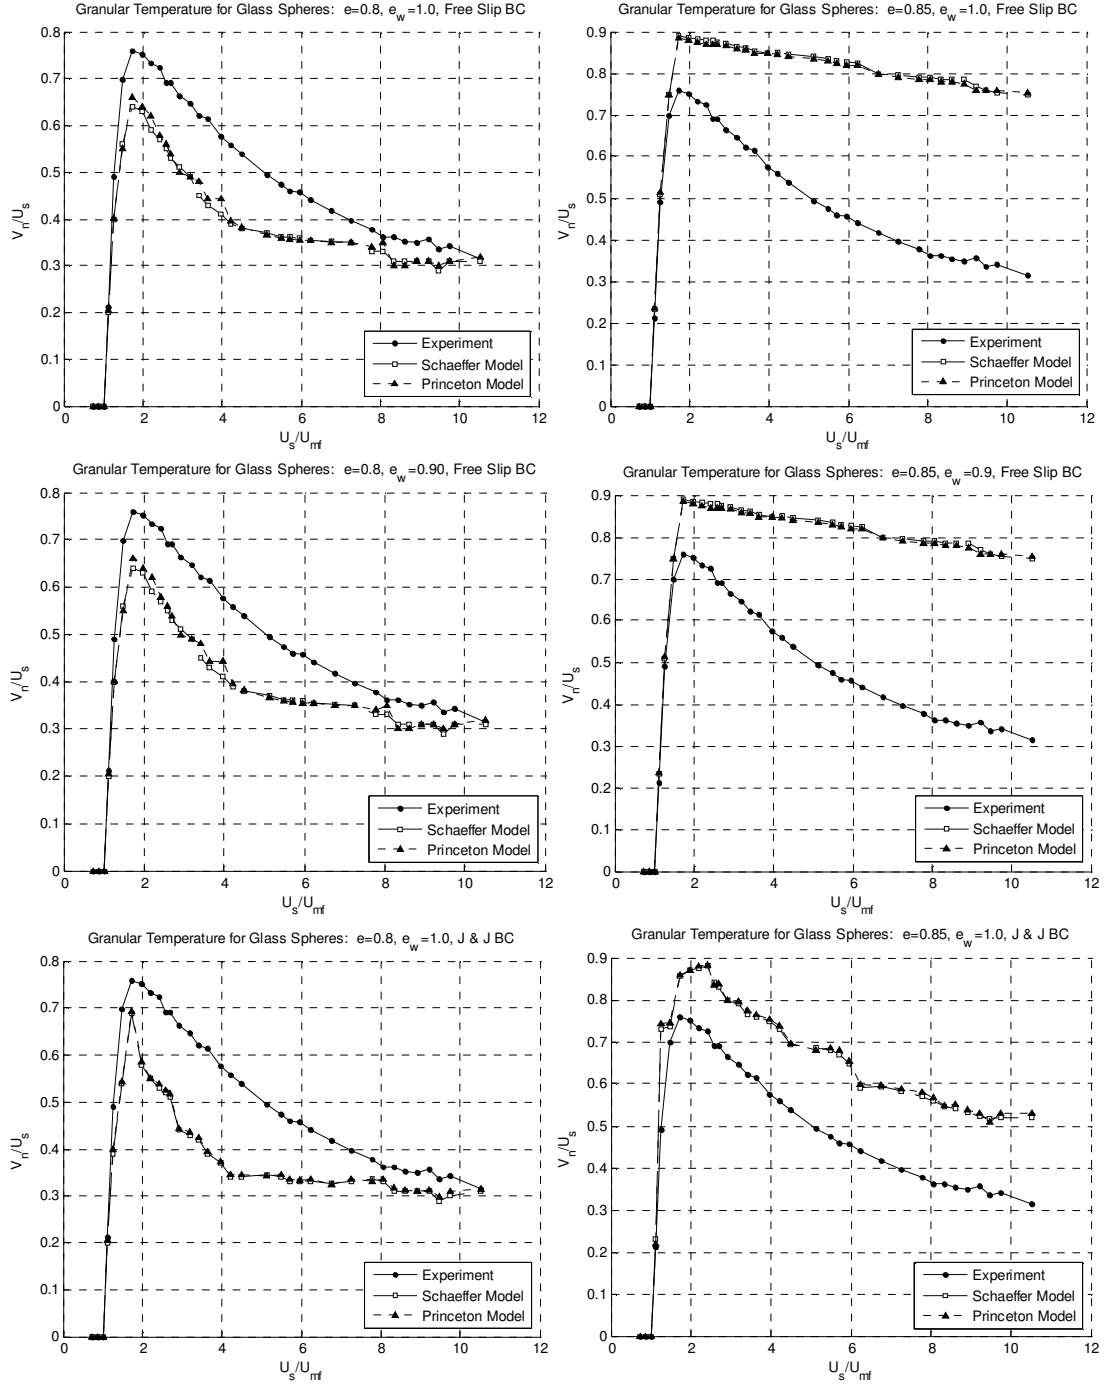 Granular Temperature for Glass Spheres: e=0.8, e_w=1.0, Free Slip BC
0.8
0.7
0.6
0.5
0.4
0.3
0.2
0.1
0
V_n/U_s
Experiment
Schaeffer Model
Princeton Model
0 2 4 6 8 10 12
U_s/U_mf
Granular Temperature for Glass Spheres: e=0.85, e_w=1.0, Free Slip BC
0.9
0.8
0.7
0.6
0.5
0.4
0.3
0.2
0.1
0
V_n/U_s
Experiment
Schaeffer Model
Princeton Model
0 2 4 6 8 10 12
U_s/U_mf
Granular Temperature for Glass Spheres: e=0.8, e_w=0.90, Free Slip BC
0.8
0.7
0.6
0.5
0.4
0.3
0.2
0.1
0
V_n/U_s
Experiment
Schaeffer Model
Princeton Model
0 2 4 6 8 10 12
U_s/U_mf
Granular Temperature for Glass Spheres: e=0.85, e_w=0.9, Free Slip BC
0.9
0.8
0.7
0.6
0.5
0.4
0.3
0.2
0.1
0
V_n/U_s
Experiment
Schaeffer Model
Princeton Model
0 2 4 6 8 10 12
U_s/U_mf
Granular Temperature for Glass Spheres: e=0.8, e_w=1.0, J & J BC
0.8
0.7
0.6
0.5
0.4
0.3
0.2
0.1
0
V_n/U_s
Experiment
Schaeffer Model
Princeton Model
0 2 4 6 8 10 12
U_s/U_mf
Granular Temperature for Glass Spheres: e=0.85, e_w=1.0, J & J BC
0.9
0.8
0.7
0.6
0.5
0.4
0.3
0.2
0.1
0
V_n/U_s
Experiment
Schaeffer Model
Princeton Model
0 2 4 6 8 10 12
U_s/U_mf